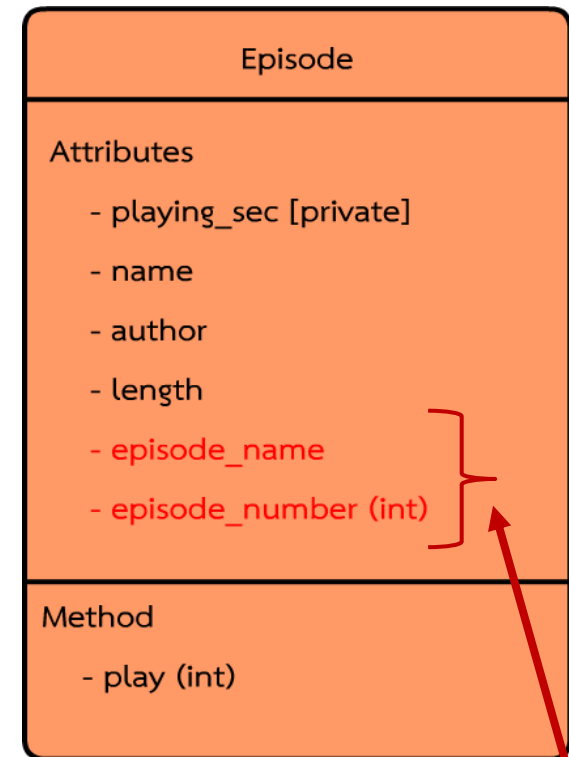 Episode
Attributes
- playing_sec [private]
- name
- author
- length
- episode_name
- episode_number (int)
Method
- play (int)